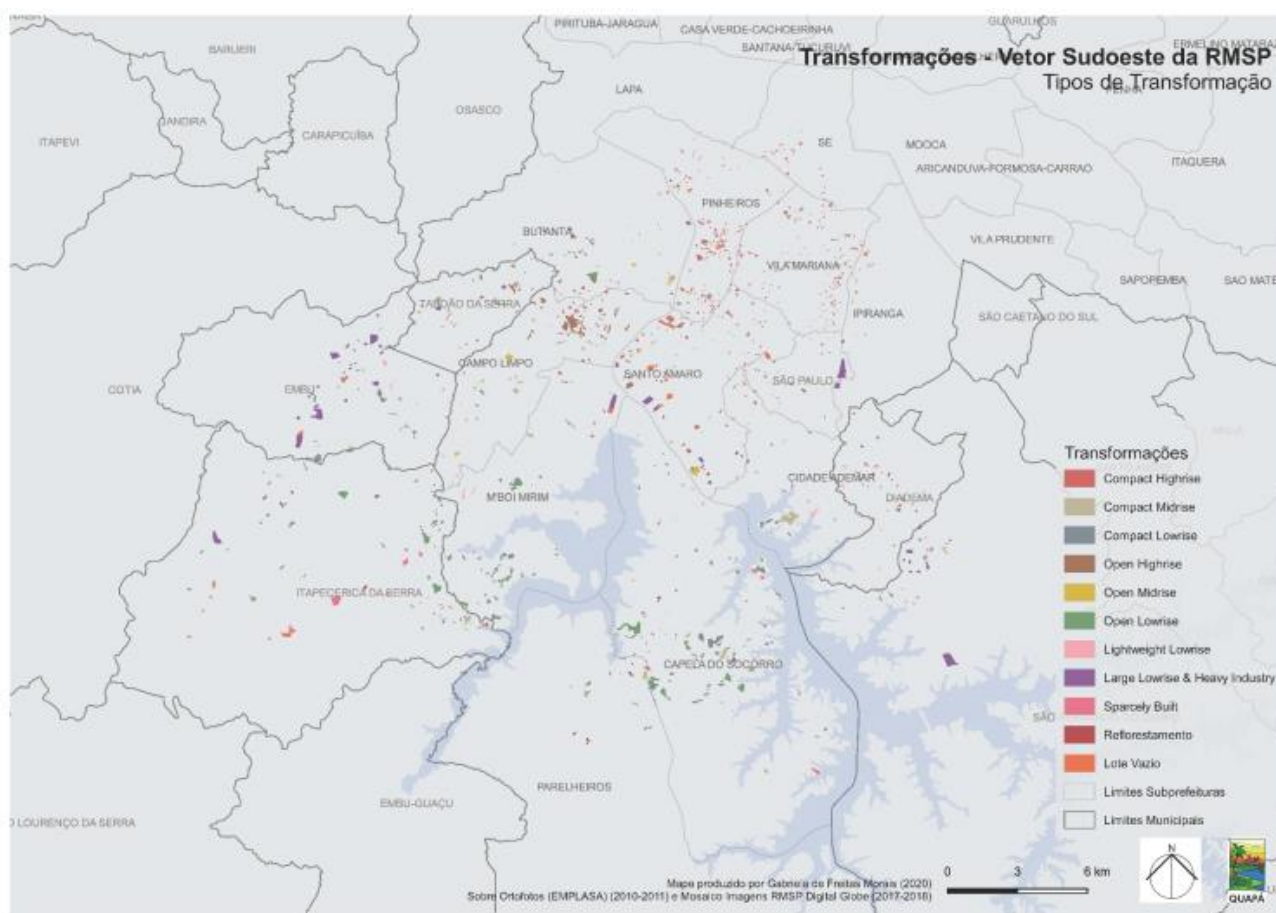 PIRITUBA-JARAGUA
CASA VERDE-CACHOEIRINHA
GUARULHOS
BARUERI
SANTANA-TUCURUVI
Transformações - Vetor Sudoeste da RMSP
Tipos de Transformação
LAPA
PENHA
OSASCO
JANDIRA
CARAPICUÍBA
ITAPEVI
SE
MOOCA
ARICANDUVA-FORMOSA-CARRAO
ITAQUERA
PINHEIROS
BUTANTA
VILA PRUDENTE
VILA MARIANA
SAPOPEMBA
SAO MATE
TABOÃO DA SERRA
IPIRANGA
SÃO CAETANO DO SUL
CAMPO LIMPO
SANTO AMARO
SÃO PAULO
COTIA
EMBU
CIDADE ADEMAR
M'BOI MIRIM
DIADEMA
ITAPECERICA DA SERRA
CAPELA DO SOCORRO
SÃO
PARELHEIROS
EMBU-GUAÇU
O LOURENÇO DA SERRA
Transformações
Compact Highrise
Compact Midrise
Compact Lowrise
Open Highrise
Open Midrise
Open Lowrise
Lightweight Lowrise
Large Lowrise & Heavy Industry
Sparcely Built
Reflorestamento
Lote Vazio
Limites Subprefeituras
Limites Municipais
N
QUAPÁ
0 3 6 km
Mapa produzido por Gabriela de Freitas Morais (2020)
Sobre Ortofotos (EMPLASA) (2010-2011) e Mosaico Imagens RMSP Digital Globe (2017-2018)